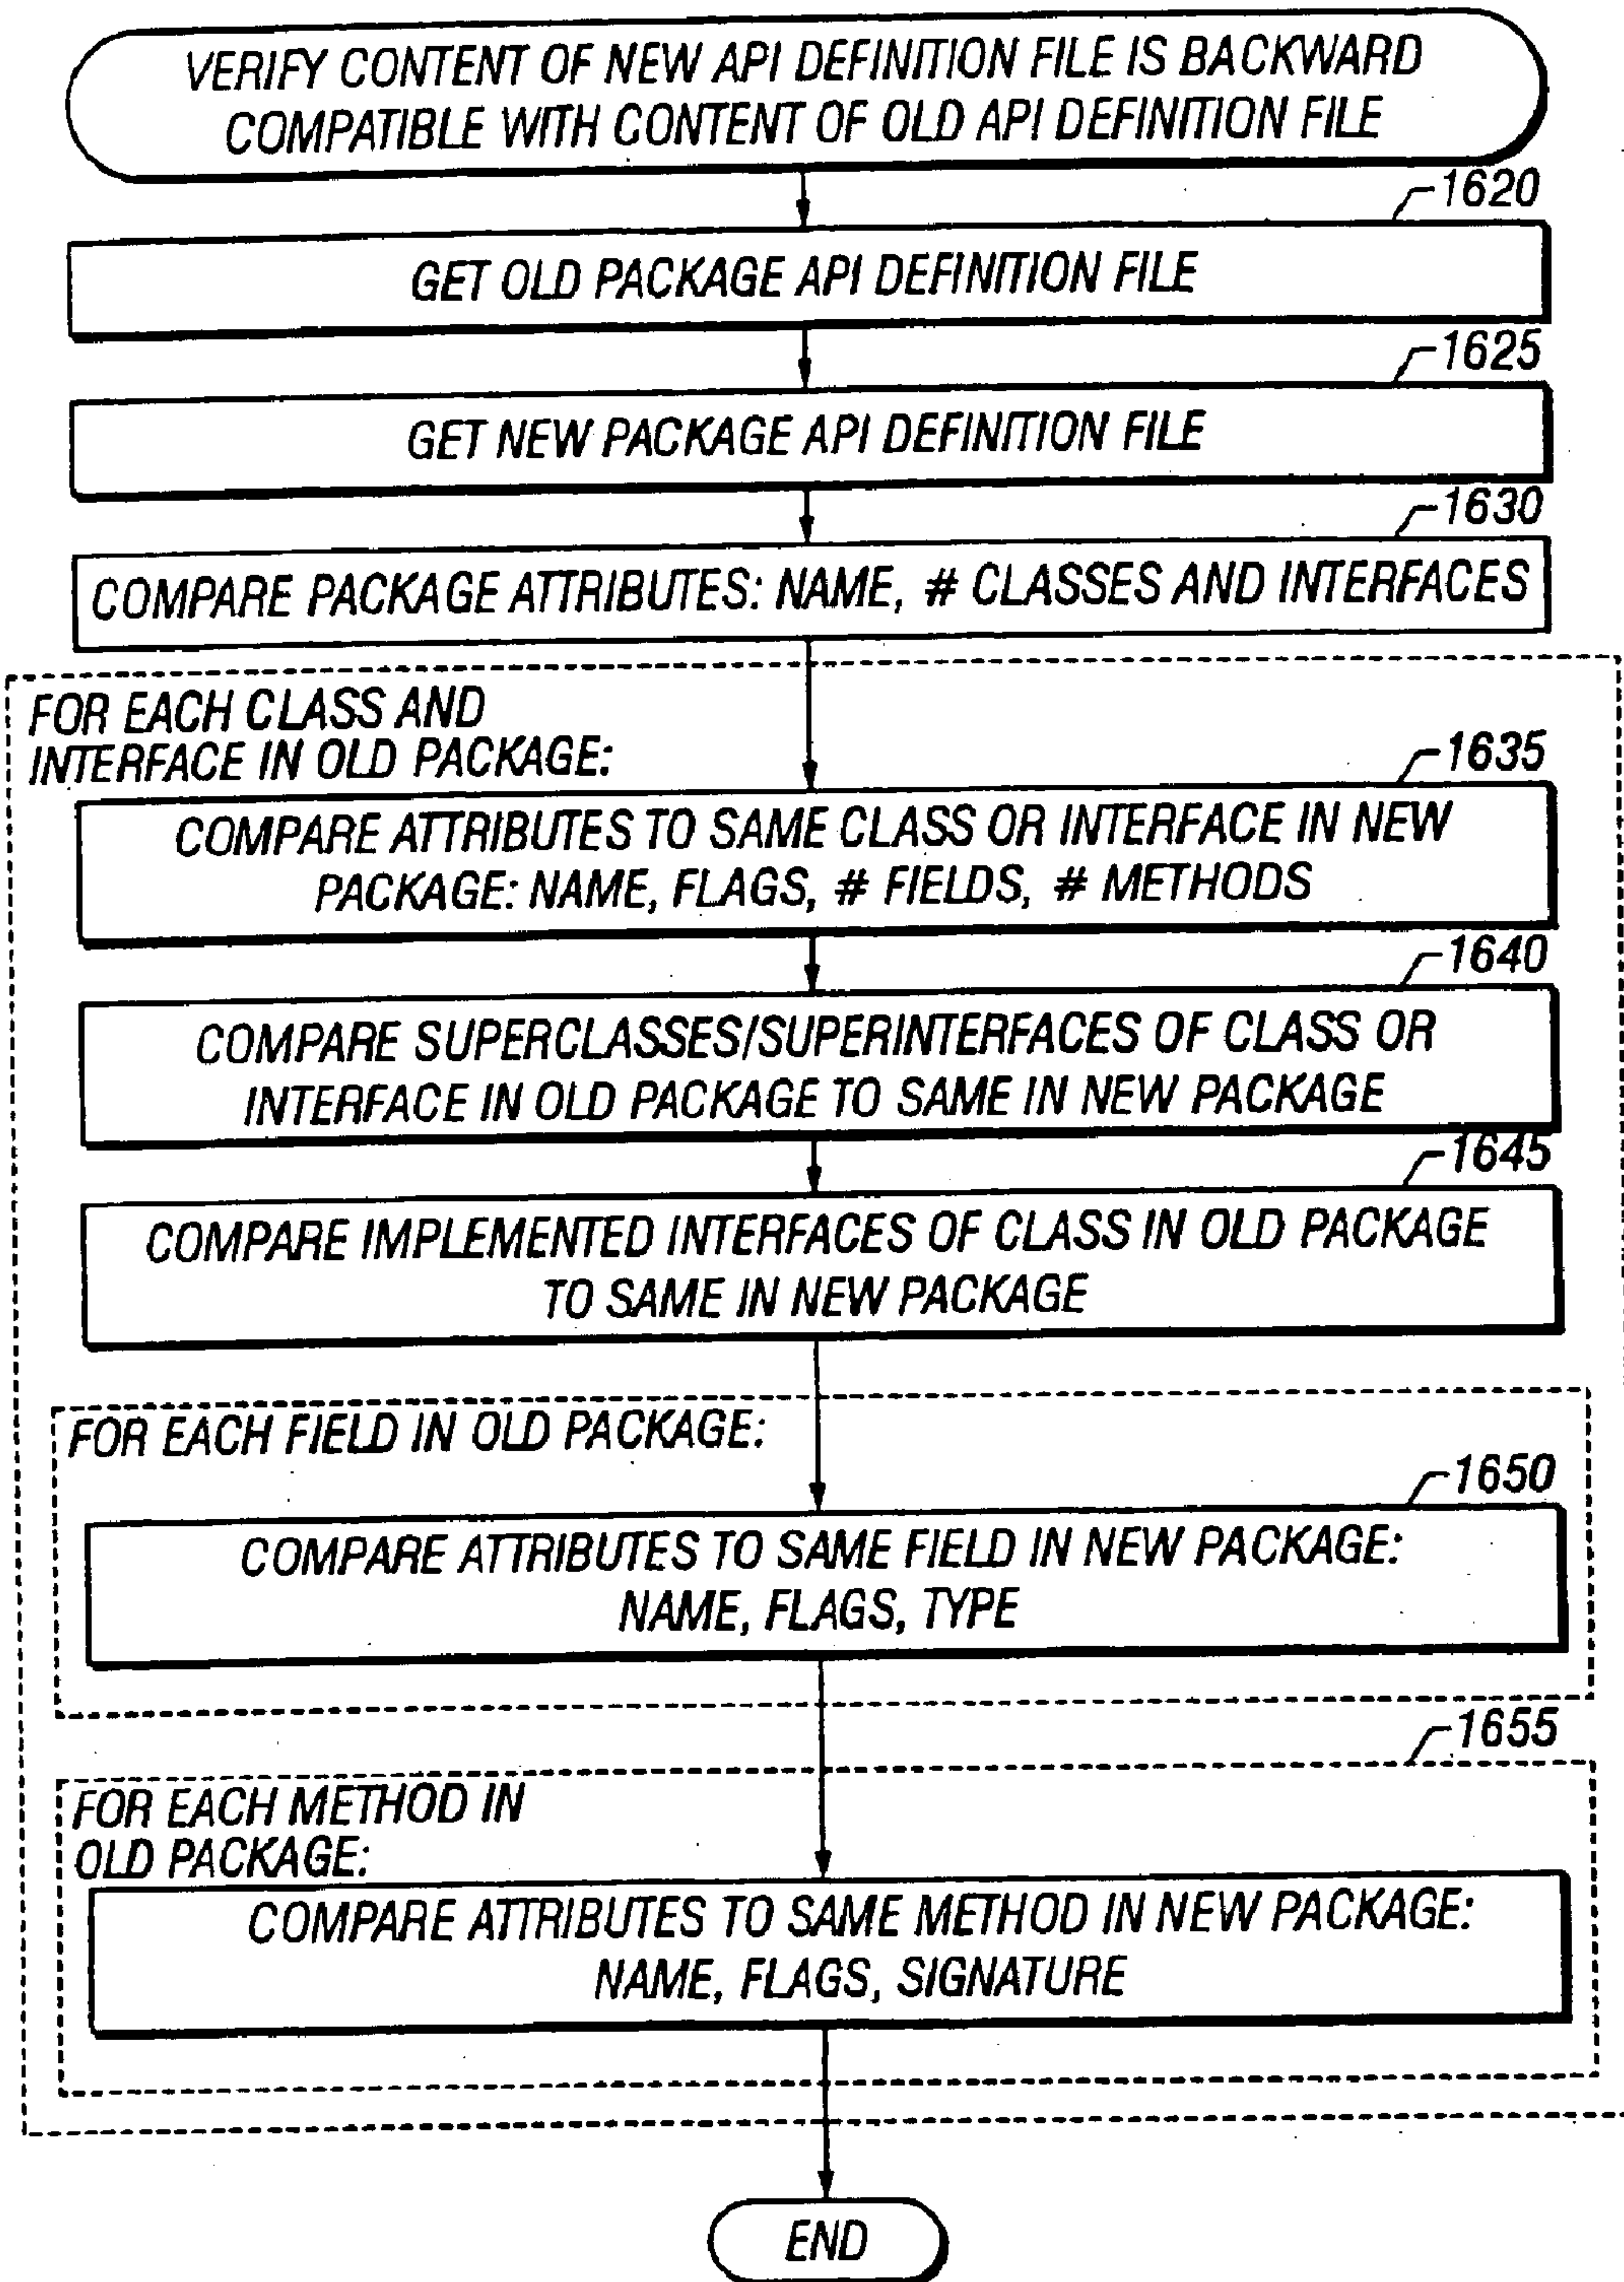 VERIFY CONTENT OF NEW API DEFINITION FILE IS BACKWARD
COMPATIBLE WITH CONTENT OF OLD API DEFINITION FILE
1620
GET OLD PACKAGE API DEFINITION FILE
1625
GET NEW PACKAGE API DEFINITION FILE
1630
COMPARE PACKAGE ATTRIBUTES: NAME, # CLASSES AND INTERFACES
FOR EACH CLASS AND
INTERFACE IN OLD PACKAGE:
1635
COMPARE ATTRIBUTES TO SAME CLASS OR INTERFACE IN NEW
PACKAGE: NAME, FLAGS, # FIELDS, # METHODS
1640
COMPARE SUPERCLASSES/SUPERINTERFACES OF CLASS OR
INTERFACE IN OLD PACKAGE TO SAME IN NEW PACKAGE
1645
COMPARE IMPLEMENTED INTERFACES OF CLASS IN OLD PACKAGE
TO SAME IN NEW PACKAGE
FOR EACH FIELD IN OLD PACKAGE:
1650
COMPARE ATTRIBUTES TO SAME FIELD IN NEW PACKAGE:
NAME, FLAGS, TYPE
1655
FOR EACH METHOD IN
OLD PACKAGE:
COMPARE ATTRIBUTES TO SAME METHOD IN NEW PACKAGE:
NAME, FLAGS, SIGNATURE
END